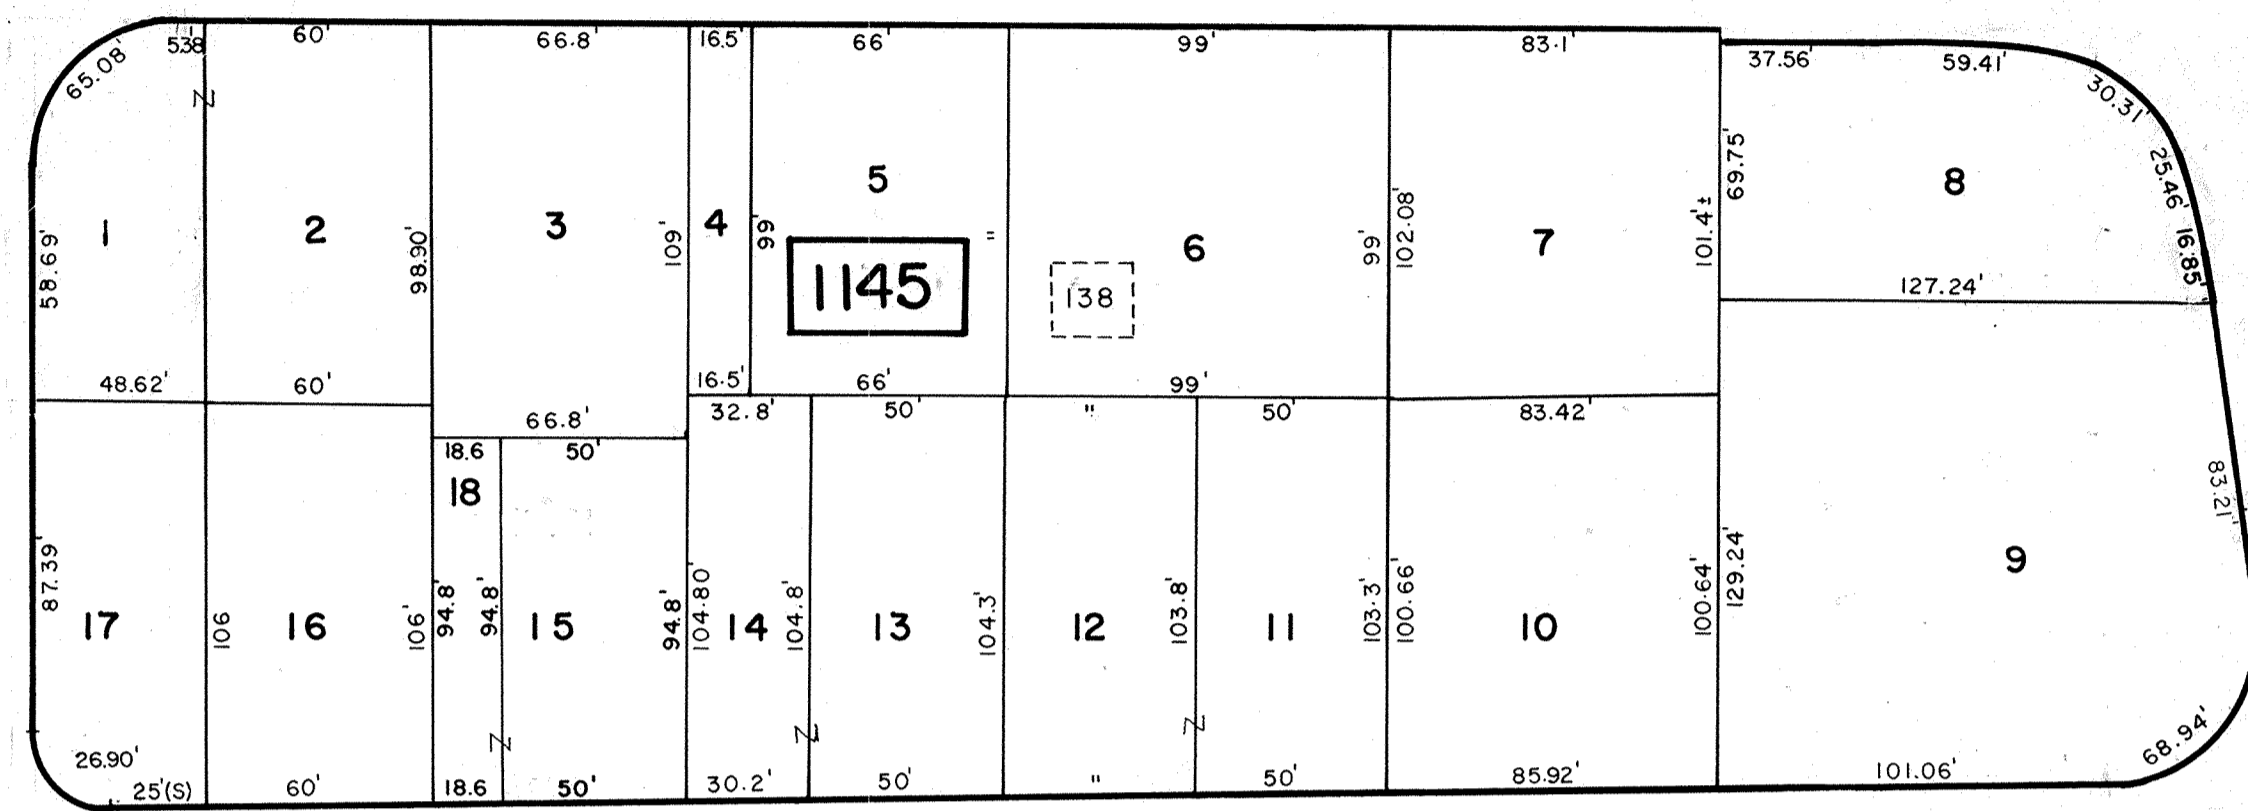 538 60' 66.8' 16.5' 66' 99' 83.1' 37.56' 59.41'
65.08' 30.31'
69.75' 25.46'
5 8
1 2 3 4 6 7
58.69' 98.90' 109' 99' " 99' 102.08' 101.4'± 16.85'
1145 138 127.24'
48.62' 60' 16.5' 66' 99'
66.8' 32.8' 50' " 50' 83.42'
18.6 50'
18 83.21'
87.39' 9
106 106' 94.8' 94.8' 94.8' 104.80' 104.8' 104.3' 103.8' 103.3' 100.66' 100.64' 129.24'
17 16 15 14 13 12 11 10
26.90' 68.94'
25'(S) 60' 18.6 50' 30.2' 50' " 50' 85.92' 101.06'